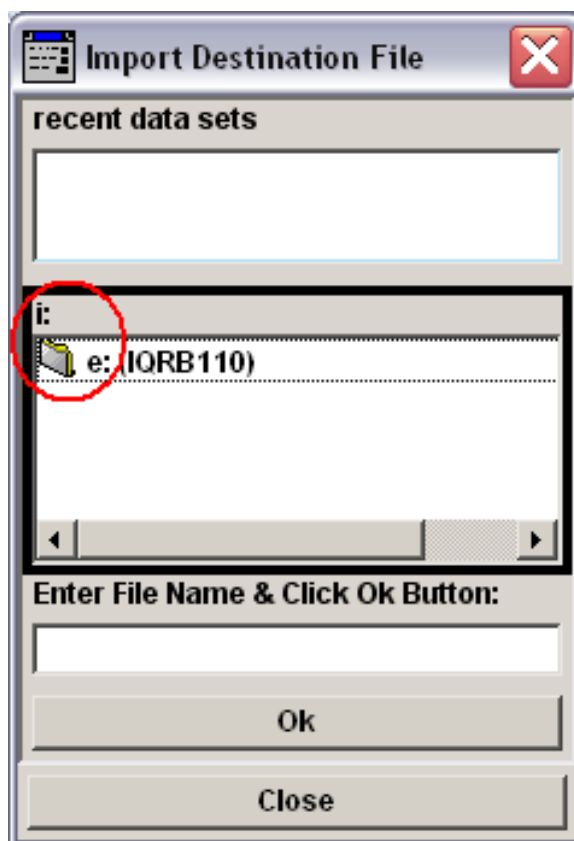 Import Destination File
recent data sets
i:
e: (IQRB110)
Enter File Name & Click Ok Button:
Ok
Close